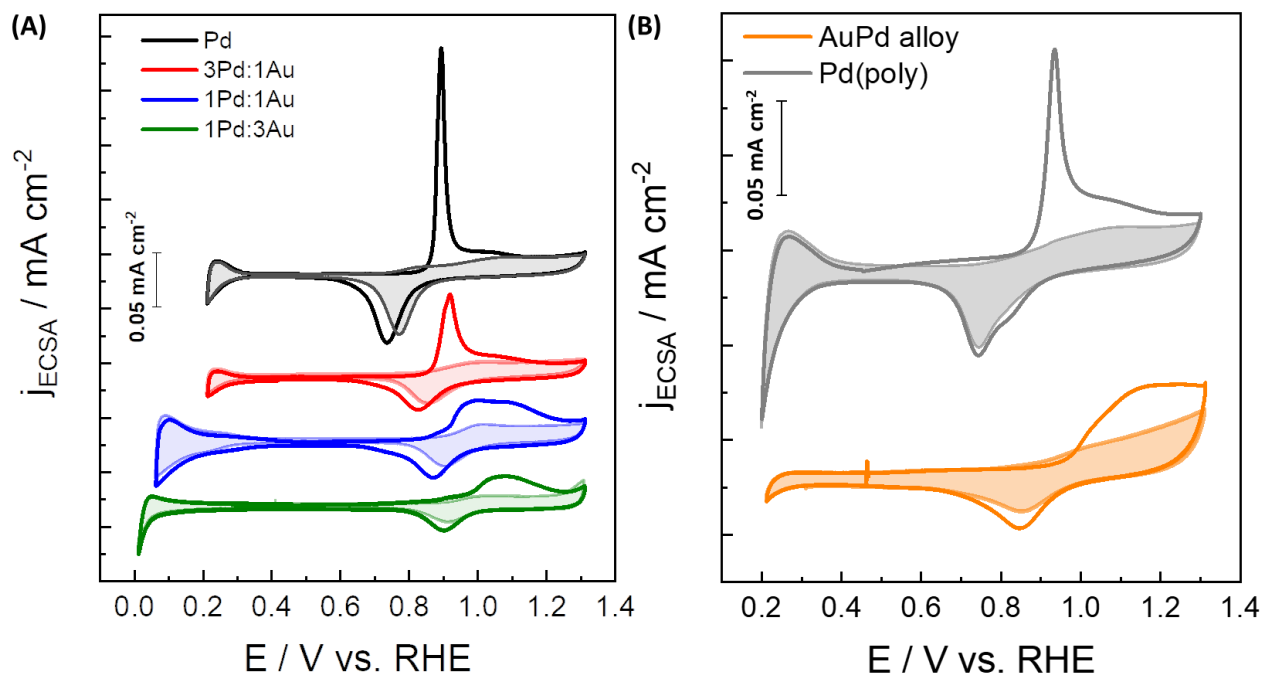 (A)
Pd
3Pd:1Au
1Pd:1Au
1Pd:3Au
0.05 mA cm-2
jECSA / mA cm-2
0.0 0.2 0.4 0.6 0.8 1.0 1.2 1.4
E / V vs. RHE
(B)
AuPd alloy
Pd(poly)
0.05 mA cm-2
jECSA / mA cm-2
0.2 0.4 0.6 0.8 1.0 1.2 1.4
E / V vs. RHE